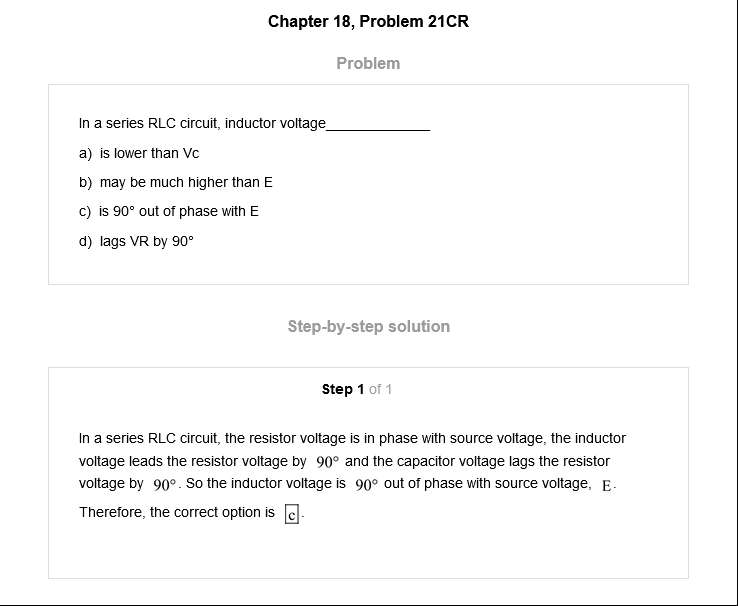 Chapter 18, Problem 21CR
Problem
In a series RLC circuit, inductor voltage______________
a) is lower than Vc
b) may be much higher than E
c) is 90° out of phase with E
d) lags VR by 90°
Step-by-step solution
Step 1 of 1
In a series RLC circuit, the resistor voltage is in phase with source voltage, the inductor
voltage leads the resistor voltage by 90° and the capacitor voltage lags the resistor
voltage by 90°. So the inductor voltage is 90° out of phase with source voltage, E.
Therefore, the correct option is c.